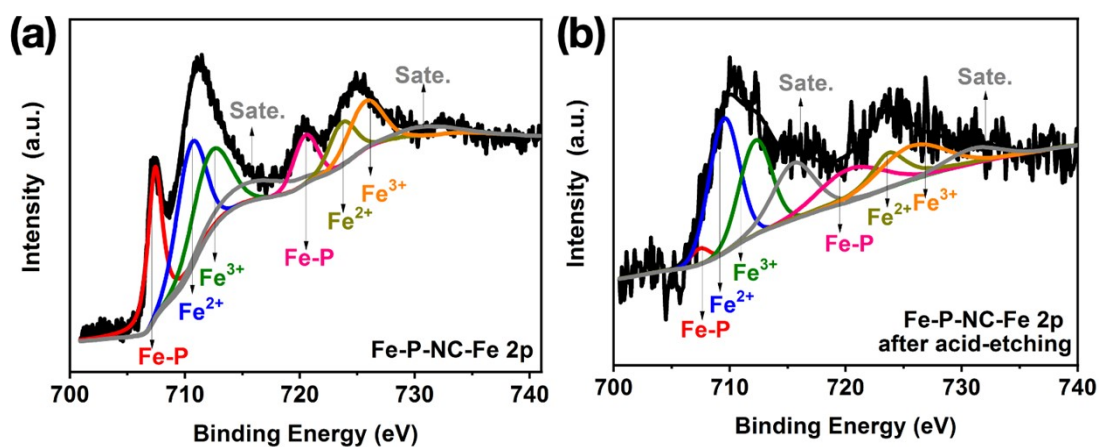 (a)
Intensity (a.u.)
Sate.
Sate.
Fe-P
Fe²⁺
Fe³⁺
Fe-P
Fe²⁺
Fe³⁺
Fe-P-NC-Fe 2p
700 710 720 730 740
Binding Energy (eV)
(b)
Intensity (a.u.)
Sate.
Sate.
Fe-P
Fe²⁺
Fe³⁺
Fe-P
Fe²⁺
Fe³⁺
Fe-P-NC-Fe 2p
after acid-etching
700 710 720 730 740
Binding Energy (eV)